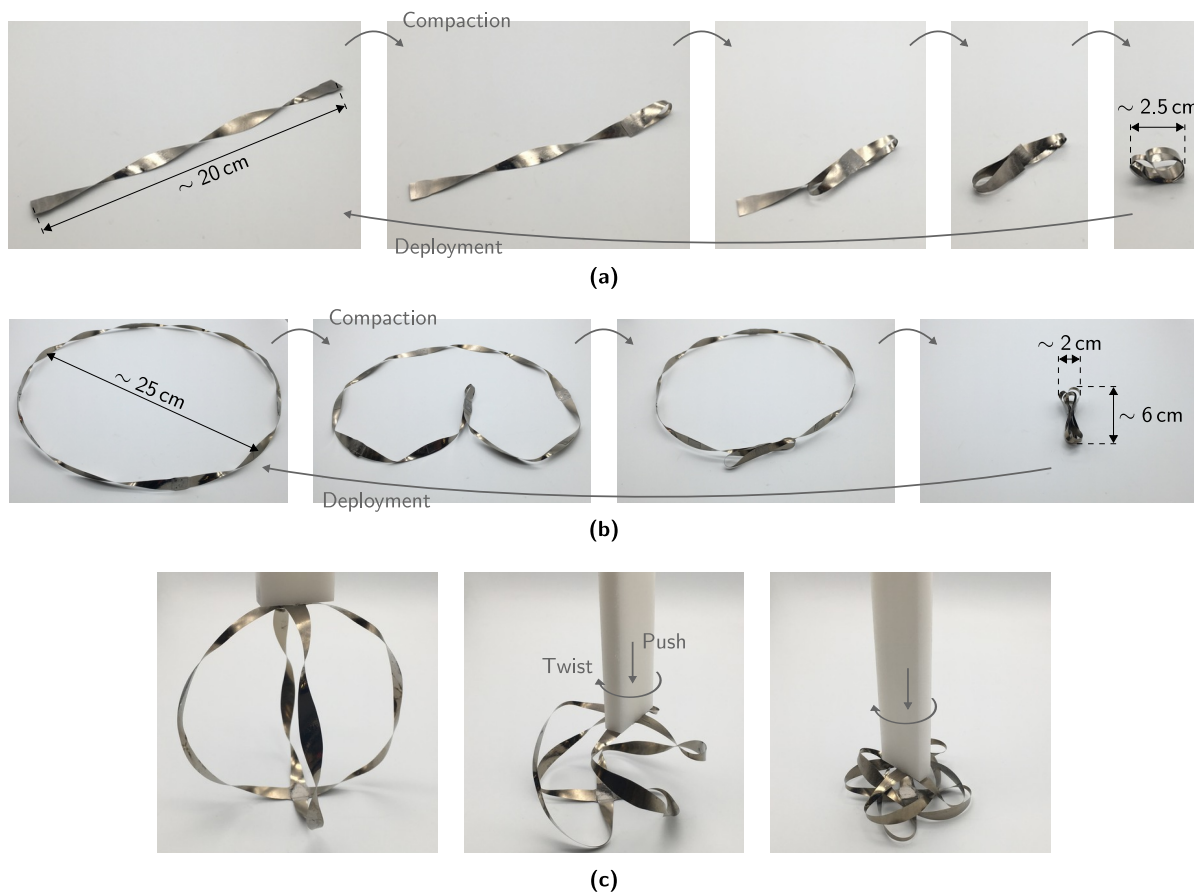 Compaction
~ 20 cm
~ 2.5 cm
Deployment
(a)
Compaction
~ 25 cm
~ 2 cm
~ 6 cm
Deployment
(b)
Push
Twist
(c)